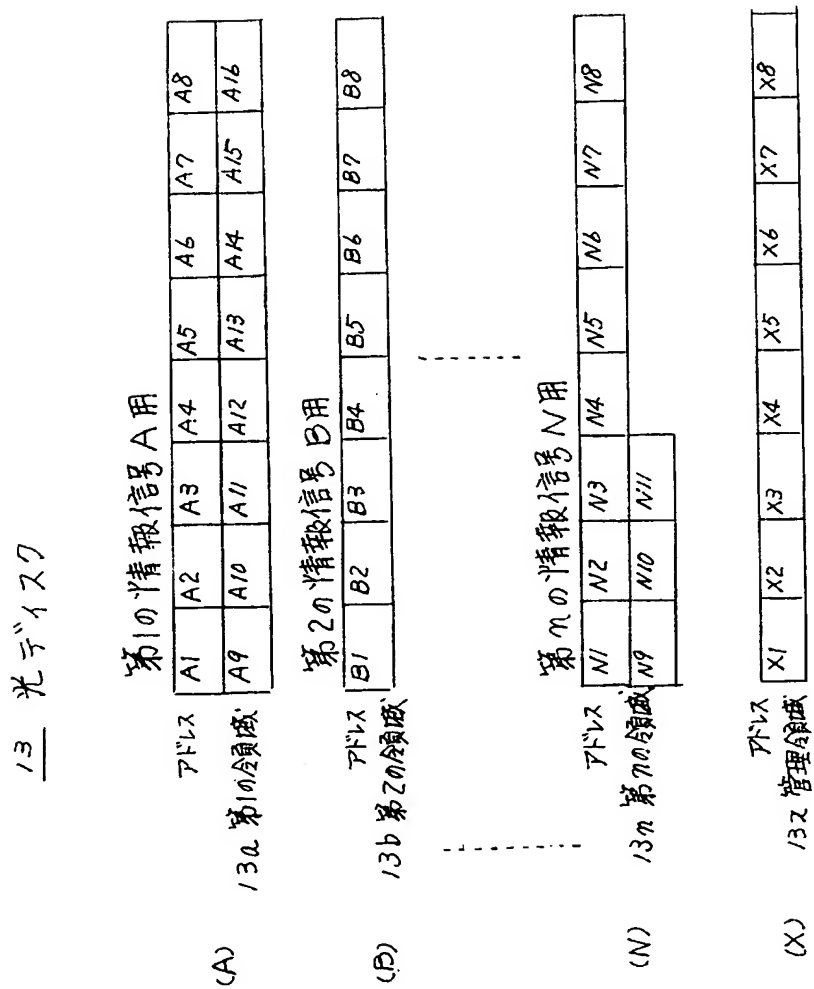 13 光ディスク
第1の情報信号A用
アドレス A1 A2 A3 A4 A5 A6 A7 A8
13a 第1の領域 A9 A10 A11 A12 A13 A14 A15 A16
(A)
第2の情報信号B用
アドレス B1 B2 B3 B4 B5 B6 B7 B8
13b 第2の領域
(B)
第nの情報信号N用
アドレス N1 N2 N3 N4 N5 N6 N7 N8
13n 第nの領域 N9 N10 N11
(N)
アドレス X1 X2 X3 X4 X5 X6 X7 X8
13x 管理領域
(X)